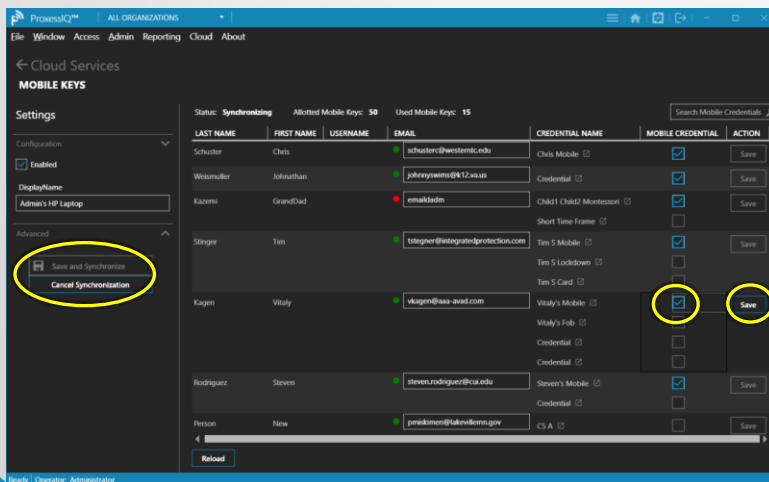 ProxessIQ™ ALL ORGANIZATIONS
File Window Access Admin Reporting Cloud About
Cloud Services
MOBILE KEYS
Settings
Configuration
Enabled
DisplayName
Admin's HP Laptop
Advanced
Save and Synchronize
Cancel Synchronization
Status: Synchronizing Allotted Mobile Keys: 50 Used Mobile Keys: 15 Search Mobile Credentials
LAST NAME FIRST NAME USERNAME EMAIL CREDENTIAL NAME MOBILE CREDENTIAL ACTION
Schuster Chris schusterc@westerntc.edu Chris Mobile Save
Weismuller Johnathan johnnyswims@k12.va.us Credential Save
Kazemi GrandDad emaildadm Child1 Child2 Montessori Save
Short Time Frame
Stinger Tim tstegner@integratedprotection.com Tim S Mobile Save
Tim S Lockdown
Tim S Card
Kagen Vitaly vkagen@aaa-avad.com Vitaly's Mobile Save
Vitaly's Fob
Credential
Credential
Rodriguez Steven steven.rodriguez@cui.edu Steven's Mobile Save
Credential
Person New pmiskimen@lakevillemn.gov CS A Save
Reload
Ready Operator: Administrator